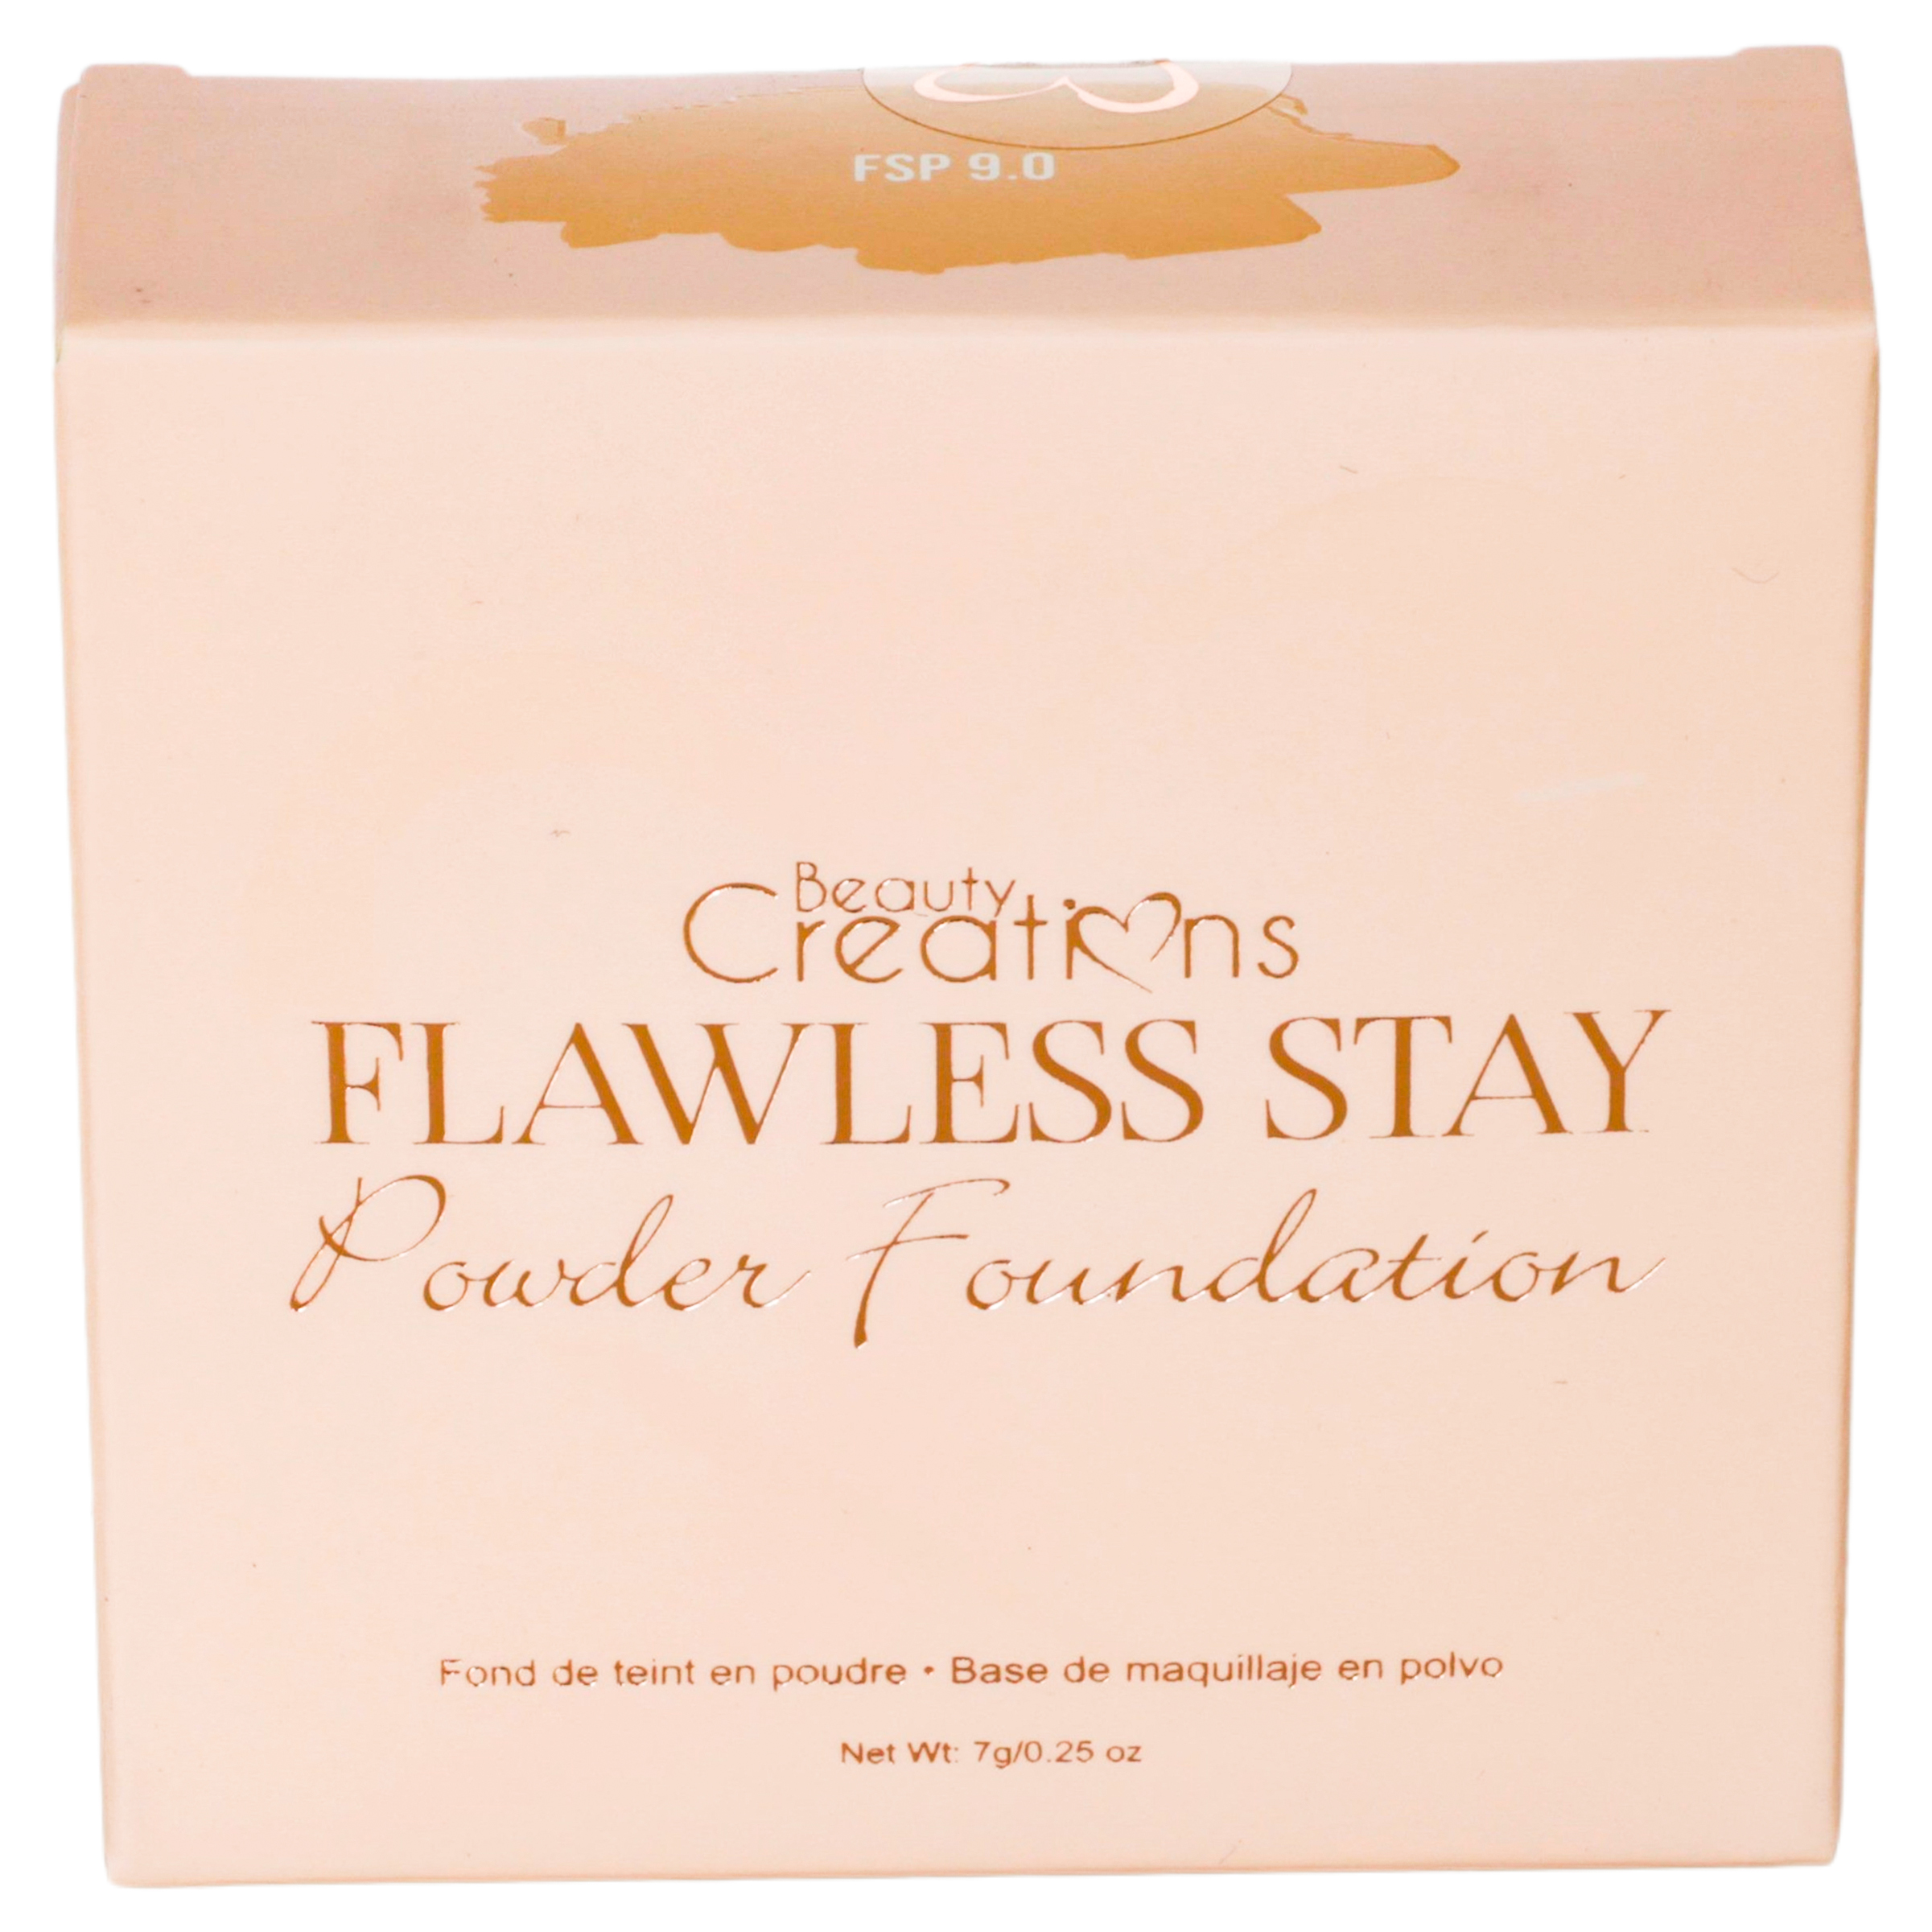 FSP 9.0
Beauty
Creations
FLAWLESS STAY
Powder Foundation
Fond de teint en poudre • Base de maquillaje en polvo
Net Wt: 7g/0.25 oz